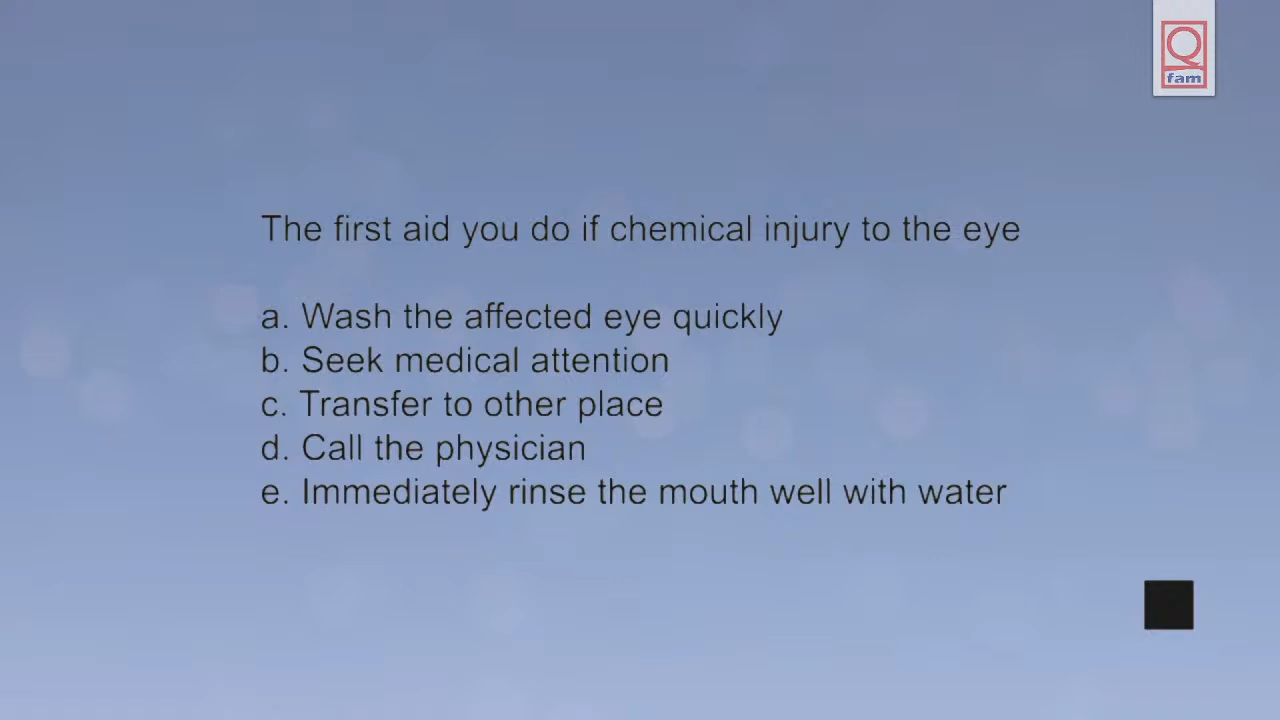 Q
fam
The first aid you do if chemical injury to the eye
a. Wash the affected eye quickly
b. Seek medical attention
c. Transfer to other place
d. Call the physician
e. Immediately rinse the mouth well with water